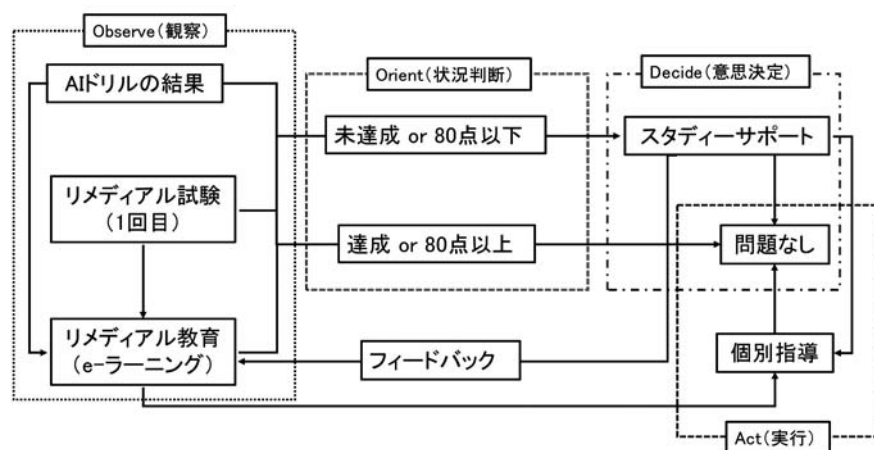 Observe(観察)
AIドリルの結果
リメディアル試験
(1回目)
リメディアル教育
(e-ラーニング)
Orient(状況判断)
未達成 or 80点以下
達成 or 80点以上
フィードバック
Decide(意思決定)
スタディーサポート
問題なし
個別指導
Act(実行)